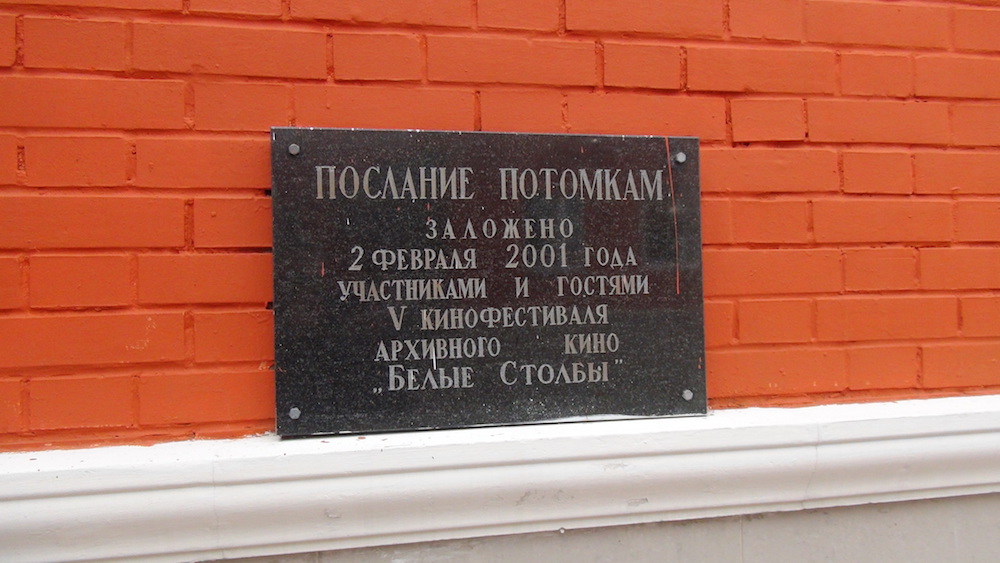 ПОСЛАНИЕ ПОТОМКАМ
ЗАЛОЖЕНО
2 ФЕВРАЛЯ 2001 ГОДА
УЧАСТНИКАМИ И ГОСТЯМИ
V КИНОФЕСТИВАЛЯ
АРХИВНОГО КИНО
„БЕЛЫЕ СТОЛБЫ"